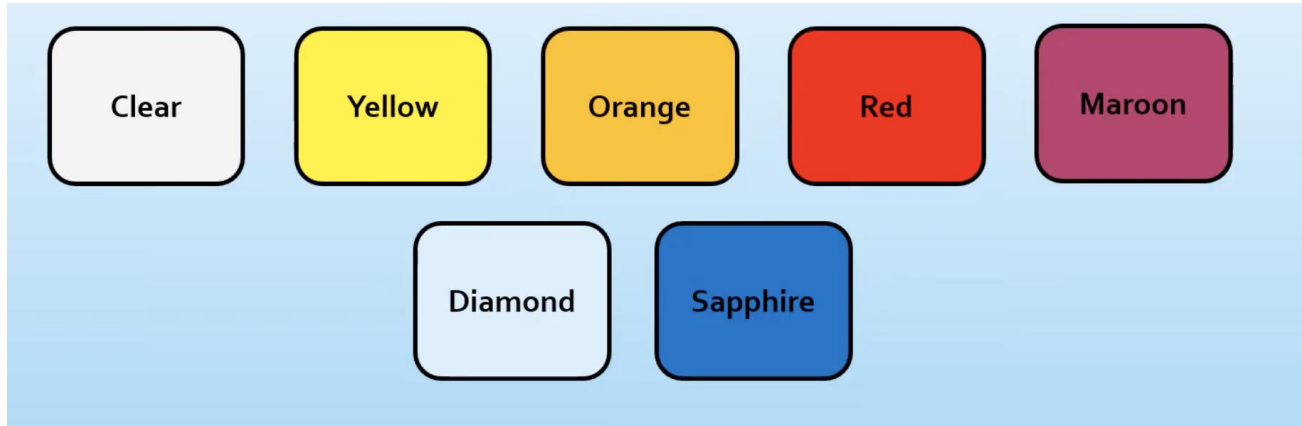 Clear
Yellow
Orange
Red
Maroon
Diamond
Sapphire